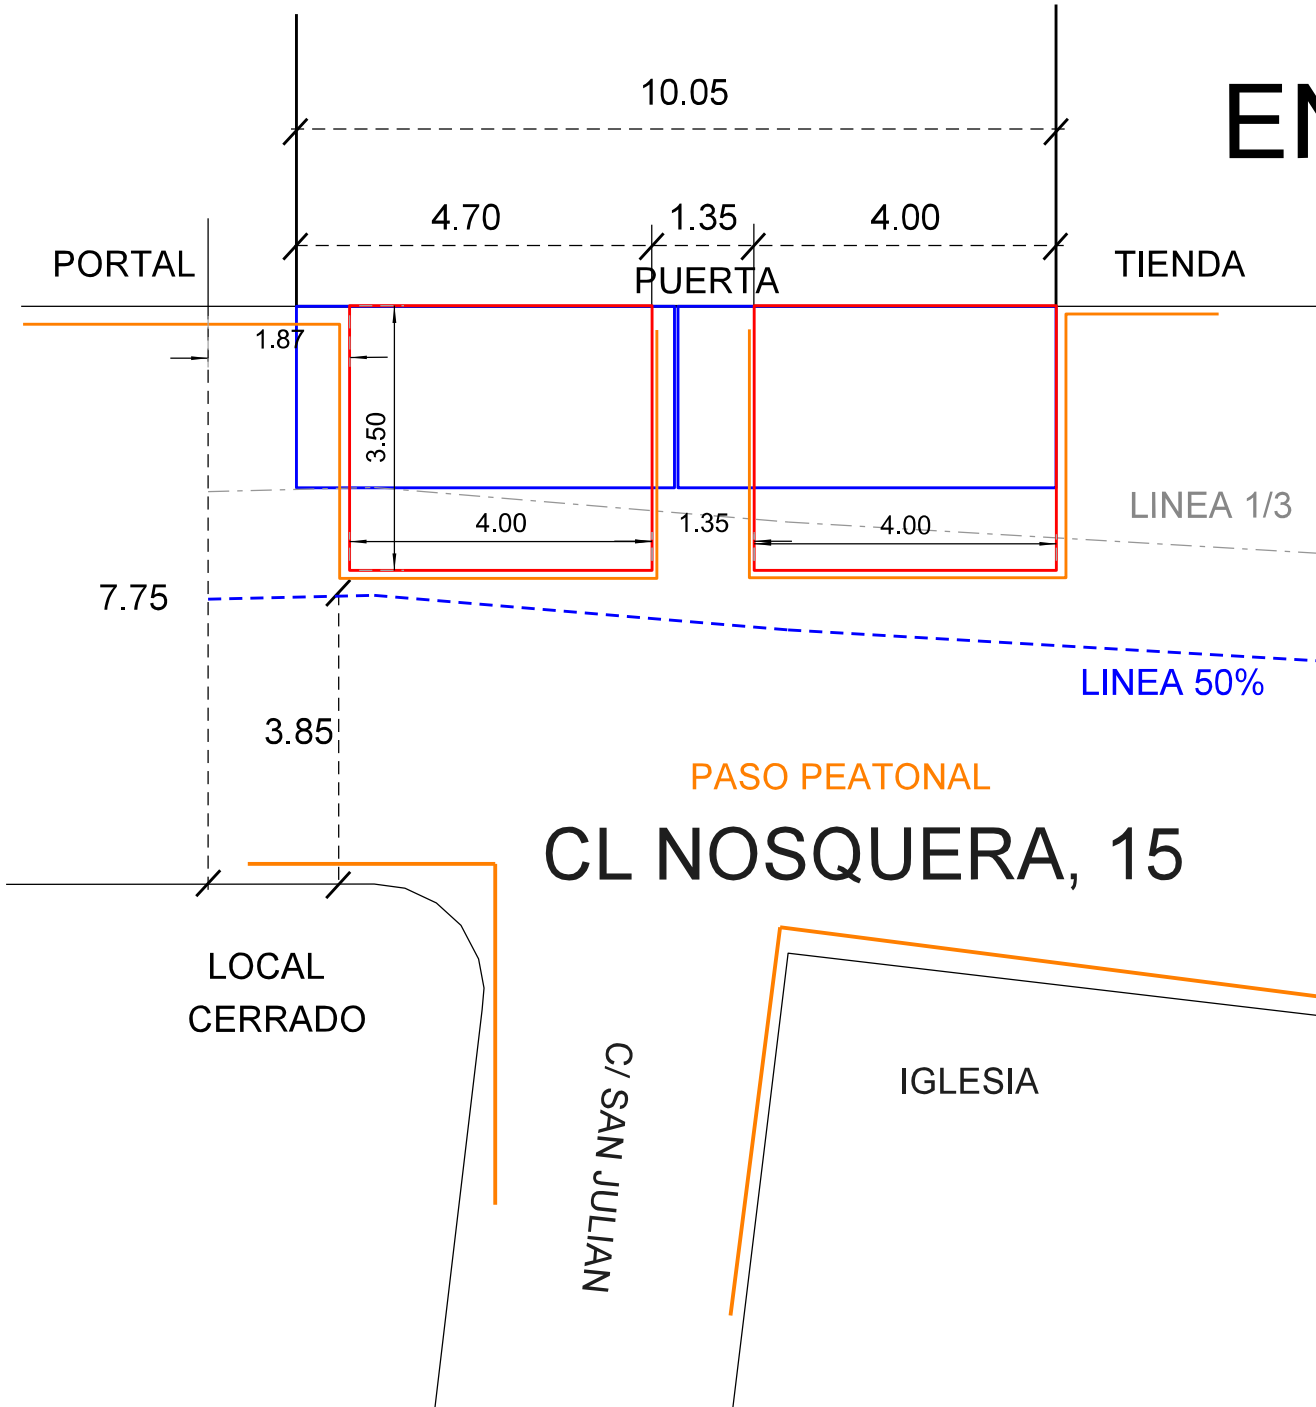 10.05
EN
4.70
1.35
4.00
PORTAL
PUERTA
TIENDA
1.87
3.50
4.00
1.35
4.00
LINEA 1/3
7.75
LINEA 50%
3.85
PASO PEATONAL
CL NOSQUERA, 15
LOCAL
CERRADO
C/ SAN JULIAN
IGLESIA